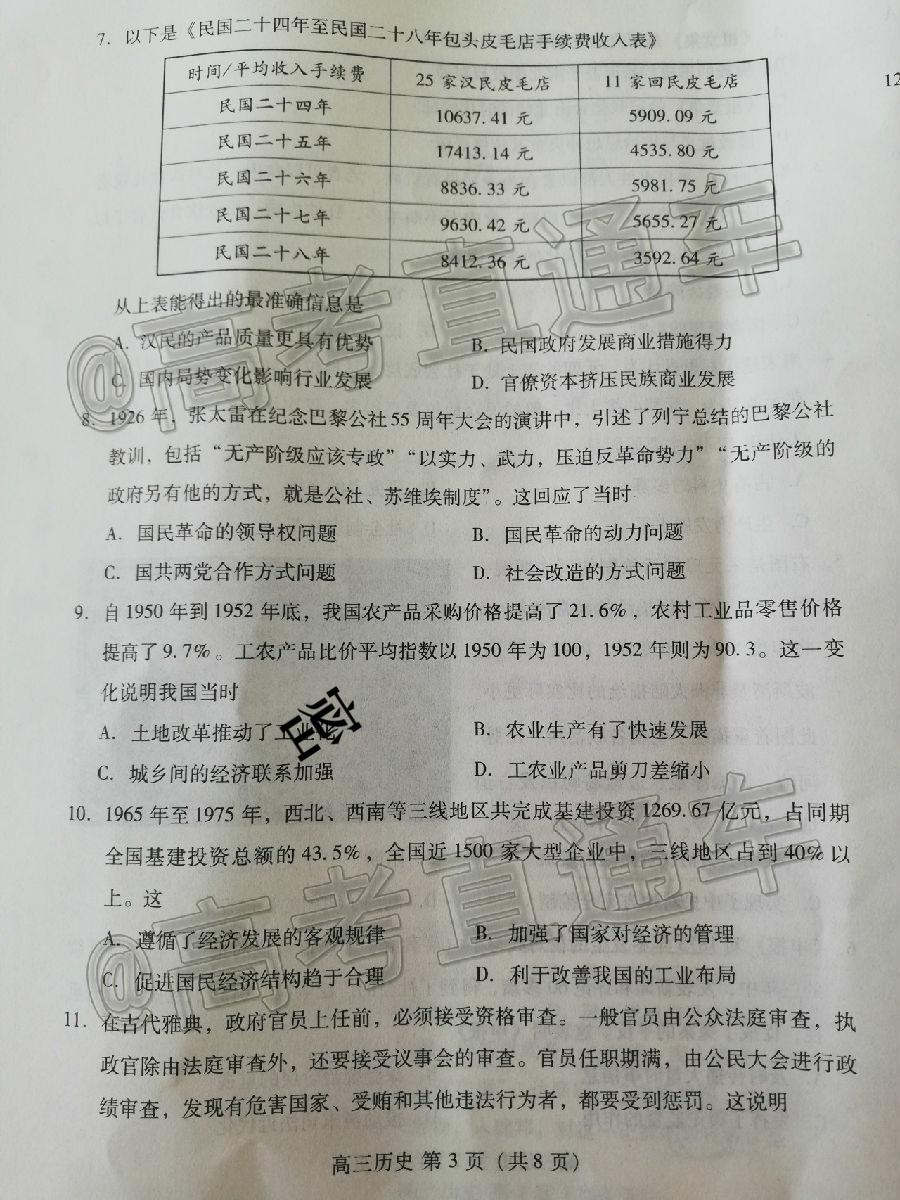 7. 以下是《民国二十四年至民国二十八年包头皮毛店手续费收入表》
时间/平均收入手续费 25 家汉民皮毛店 11 家回民皮毛店
民国二十四年 10637.41 元 5909.09 元
民国二十五年 17413.14 元 4535.80 元
民国二十六年 8836.33 元 5981.75 元
民国二十七年 9630.42 元 5655.27 元
民国二十八年 8412.36 元 3592.64 元
从上表能得出的最准确信息是
A. 汉民的产品质量更具有优势 B. 民国政府发展商业措施得力
C. 国内局势变化影响行业发展 D. 官僚资本挤压民族商业发展
8. 1926 年，张太雷在纪念巴黎公社 55 周年大会的演讲中，引述了列宁总结的巴黎公社
教训，包括“无产阶级应该专政”“以实力、武力，压迫反革命势力”“无产阶级的
政府另有他的方式，就是公社、苏维埃制度”。这回应了当时
A. 国民革命的领导权问题 B. 国民革命的动力问题
C. 国共两党合作方式问题 D. 社会改造的方式问题
9. 自 1950 年到 1952 年底，我国农产品采购价格提高了 21.6%，农村工业品零售价格
提高了 9.7%。工农产品比价平均指数以 1950 年为 100，1952 年则为 90.3。这一变
化说明我国当时
A. 土地改革推动了工业化 B. 农业生产有了快速发展
C. 城乡间的经济联系加强 D. 工农业产品剪刀差缩小
密
10. 1965 年至 1975 年，西北、西南等三线地区共完成基建投资 1269.67 亿元，占同期
全国基建投资总额的 43.5%，全国近 1500 家大型企业中，三线地区占到 40% 以
上。这
A. 遵循了经济发展的客观规律 B. 加强了国家对经济的管理
C. 促进国民经济结构趋于合理 D. 利于改善我国的工业布局
11. 在古代雅典，政府官员上任前，必须接受资格审查。一般官员由公众法庭审查，执
政官除由法庭审查外，还要接受议事会的审查。官员任职期满，由公民大会进行政
绩审查，发现有危害国家、受贿和其他违法行为者，都要受到惩罚。这说明
高三历史 第 3 页（共 8 页）
12
@高考直通车
@高考直通车